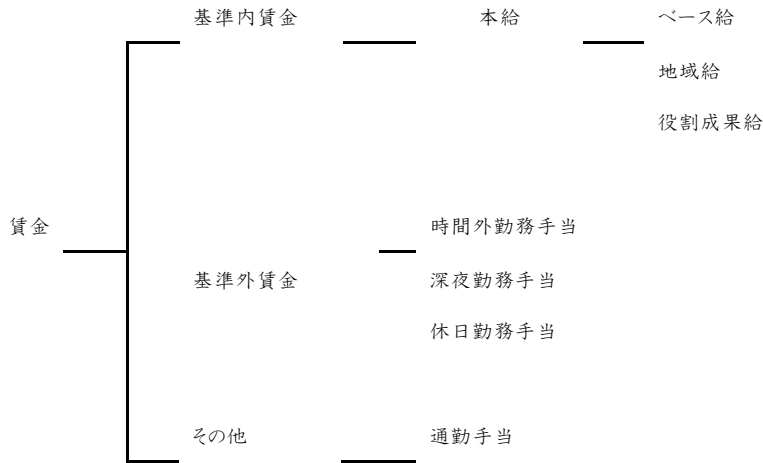 基準内賃金 本給 ベース給
地域給
役割成果給
賃金 時間外勤務手当
基準外賃金 深夜勤務手当
休日勤務手当
その他 通勤手当